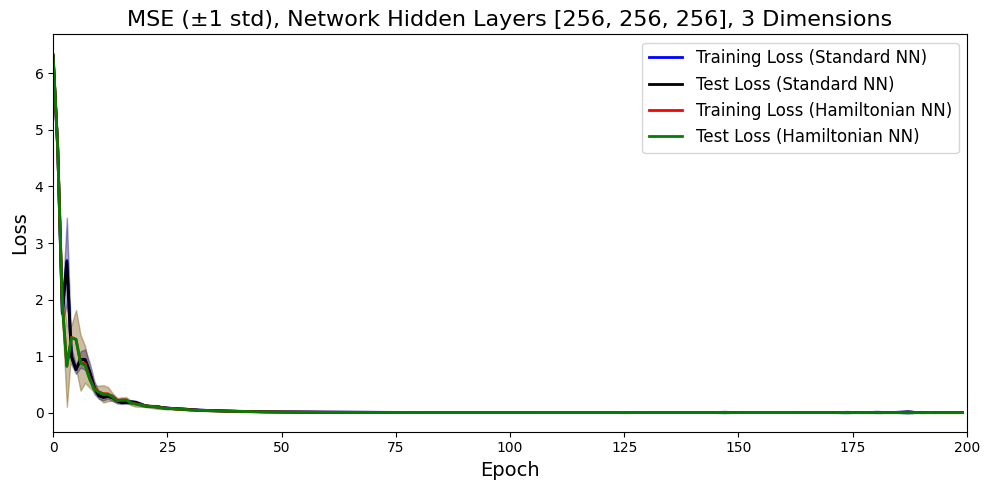 MSE (±1 std), Network Hidden Layers [256, 256, 256], 3 Dimensions
Training Loss (Standard NN)
Test Loss (Standard NN)
Training Loss (Hamiltonian NN)
Test Loss (Hamiltonian NN)
Loss
6
5
4
3
2
1
0
0 25 50 75 100 125 150 175 200
Epoch